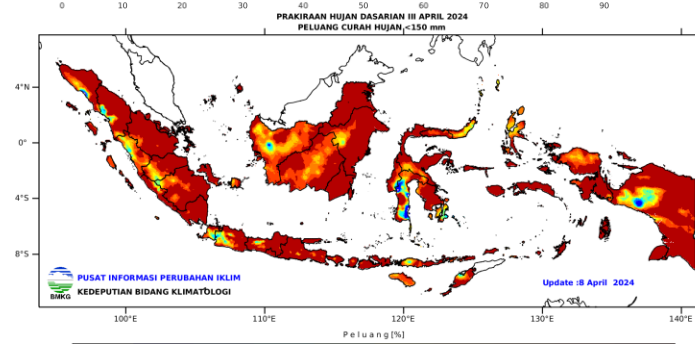 0 10 20 30 40 50 60 70 80 90
PRAKIRAAN HUJAN DASARIAN III APRIL 2024
PELUANG CURAH HUJAN <150 mm
4°N
0°
4°S
8°S
PUSAT INFORMASI PERUBAHAN IKLIM
KEDEPUTIAN BIDANG KLIMATOLOGI
BMKG
Update :8 April 2024
100°E 110°E 120°E 130°E 140°E
Peluang[%]